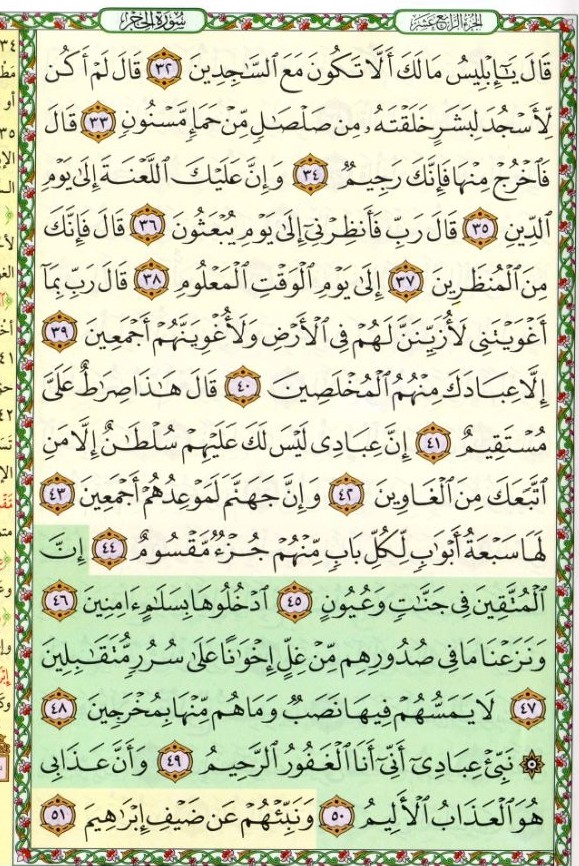 سُورَةُ الحِجْرِ
الجُزءُ الرَّابِعَ عَشَرَ
قَالَ يَٰٓإِبْلِيسُ مَا لَكَ أَلَّا تَكُونَ مَعَ ٱلسَّٰجِدِينَ ٣٢ قَالَ لَمْ أَكُن
لِّأَسْجُدَ لِبَشَرٍ خَلَقْتَهُۥ مِن صَلْصَٰلٍ مِّنْ حَمَإٍ مَّسْنُونٍ ٣٣ قَالَ
فَٱخْرُجْ مِنْهَا فَإِنَّكَ رَجِيمٌ ٣٤ وَإِنَّ عَلَيْكَ ٱللَّعْنَةَ إِلَىٰ يَوْمِ
ٱلدِّينِ ٣٥ قَالَ رَبِّ فَأَنظِرْنِىٓ إِلَىٰ يَوْمِ يُبْعَثُونَ ٣٦ قَالَ فَإِنَّكَ
مِنَ ٱلْمُنظَرِينَ ٣٧ إِلَىٰ يَوْمِ ٱلْوَقْتِ ٱلْمَعْلُومِ ٣٨ قَالَ رَبِّ بِمَآ
أَغْوَيْتَنِى لَأُزَيِّنَنَّ لَهُمْ فِى ٱلْأَرْضِ وَلَأُغْوِيَنَّهُمْ أَجْمَعِينَ ٣٩
إِلَّا عِبَادَكَ مِنْهُمُ ٱلْمُخْلَصِينَ ٤٠ قَالَ هَٰذَا صِرَٰطٌ عَلَىَّ
مُسْتَقِيمٌ ٤١ إِنَّ عِبَادِى لَيْسَ لَكَ عَلَيْهِمْ سُلْطَٰنٌ إِلَّا مَنِ
ٱتَّبَعَكَ مِنَ ٱلْغَاوِينَ ٤٢ وَإِنَّ جَهَنَّمَ لَمَوْعِدُهُمْ أَجْمَعِينَ ٤٣
لَهَا سَبْعَةُ أَبْوَٰبٍ لِّكُلِّ بَابٍ مِّنْهُمْ جُزْءٌ مَّقْسُومٌ ٤٤ إِنَّ
ٱلْمُتَّقِينَ فِى جَنَّٰتٍ وَعُيُونٍ ٤٥ ٱدْخُلُوهَا بِسَلَٰمٍ ءَامِنِينَ ٤٦
وَنَزَعْنَا مَا فِى صُدُورِهِم مِّنْ غِلٍّ إِخْوَٰنًا عَلَىٰ سُرُرٍ مُّتَقَٰبِلِينَ
٤٧ لَا يَمَسُّهُمْ فِيهَا نَصَبٌ وَمَا هُم مِّنْهَا بِمُخْرَجِينَ ٤٨
۞ نَبِّئْ عِبَادِىٓ أَنِّىٓ أَنَا ٱلْغَفُورُ ٱلرَّحِيمُ ٤٩ وَأَنَّ عَذَابِى
هُوَ ٱلْعَذَابُ ٱلْأَلِيمُ ٥٠ وَنَبِّئْهُمْ عَن ضَيْفِ إِبْرَٰهِيمَ ٥١